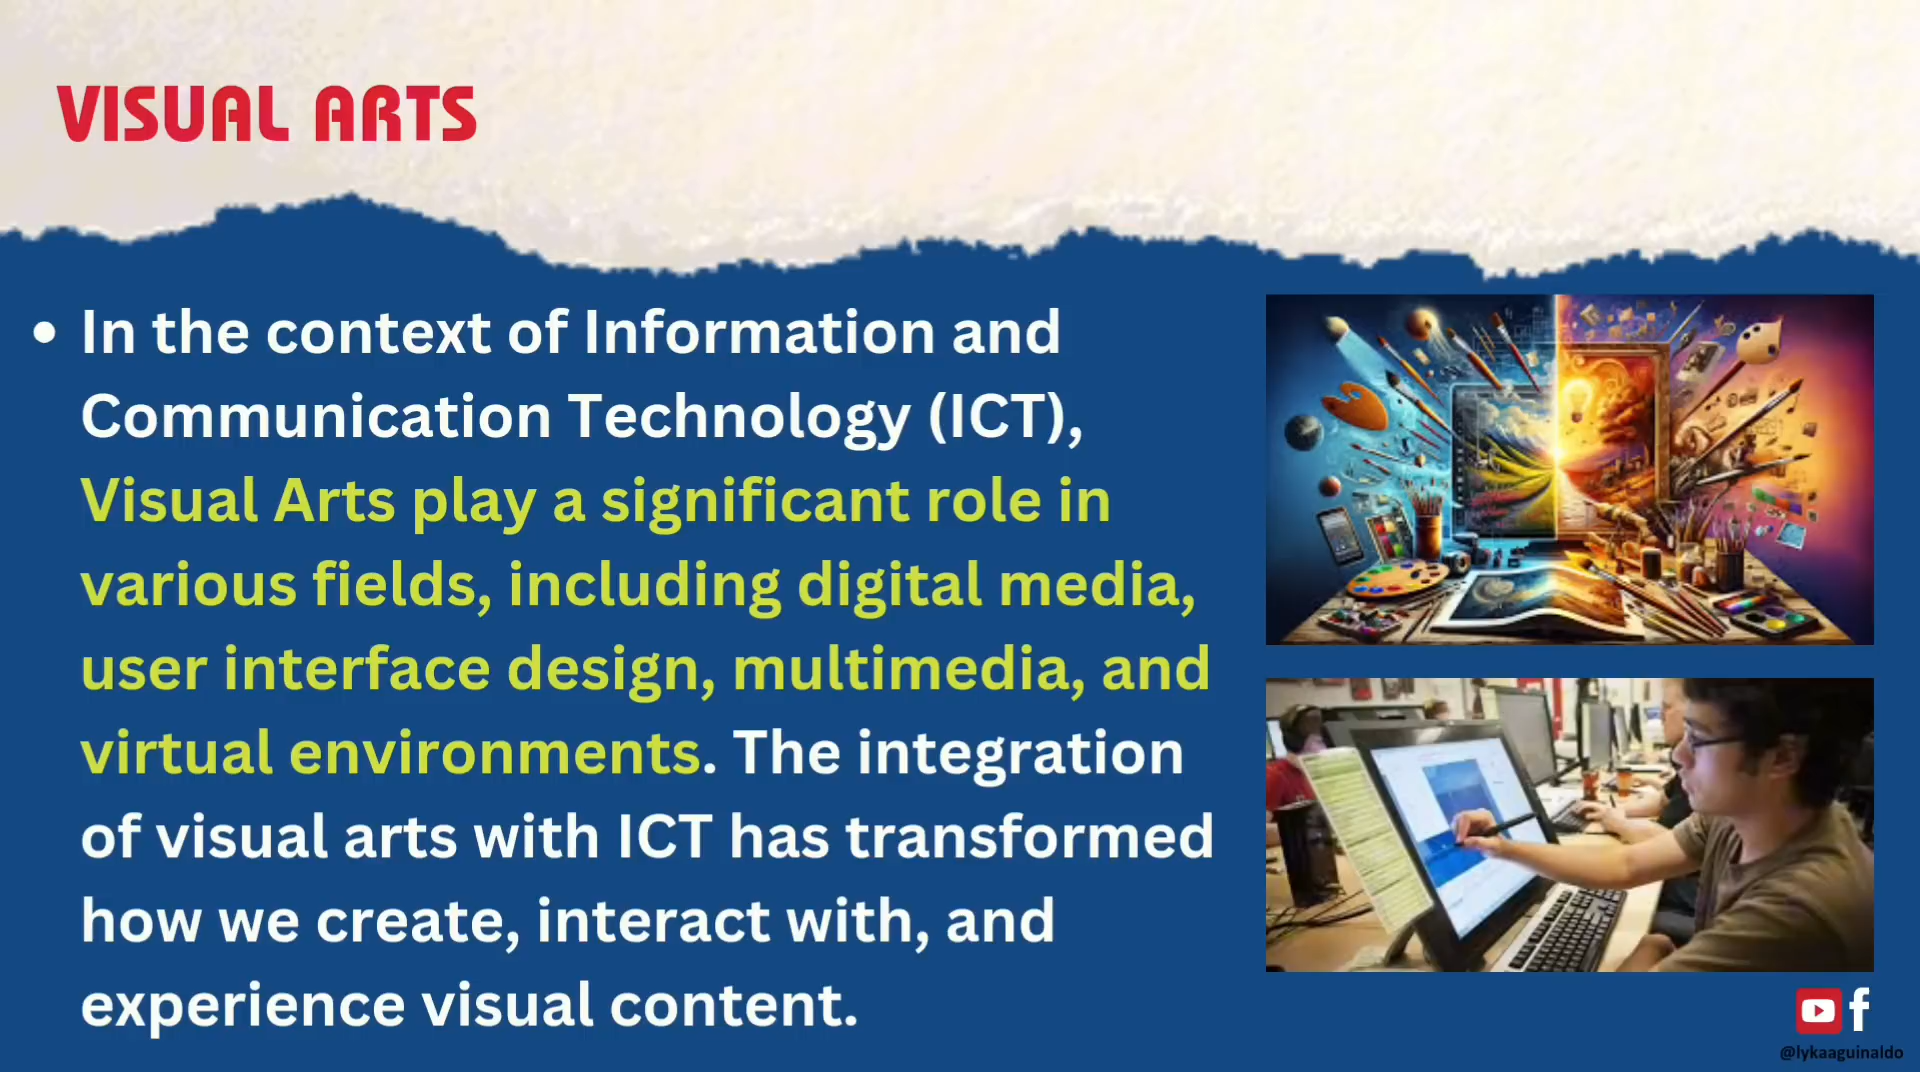 VISUAL ARTS
• In the context of Information and
Communication Technology (ICT),
Visual Arts play a significant role in
various fields, including digital media,
user interface design, multimedia, and
virtual environments. The integration
of visual arts with ICT has transformed
how we create, interact with, and
experience visual content.
@lykaaguinaldo